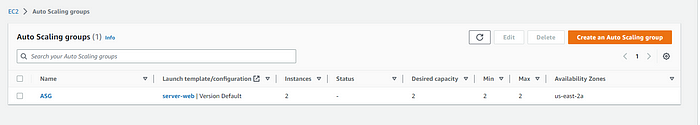 EC2 > Auto Scaling groups
Auto Scaling groups (1) Info
Edit Delete Create an Auto Scaling group
Search your Auto Scaling groups
1
Name Launch template/configuration Instances Status Desired capacity Min Max Availability Zones
ASG server-web | Version Default 2 - 2 2 2 us-east-2a